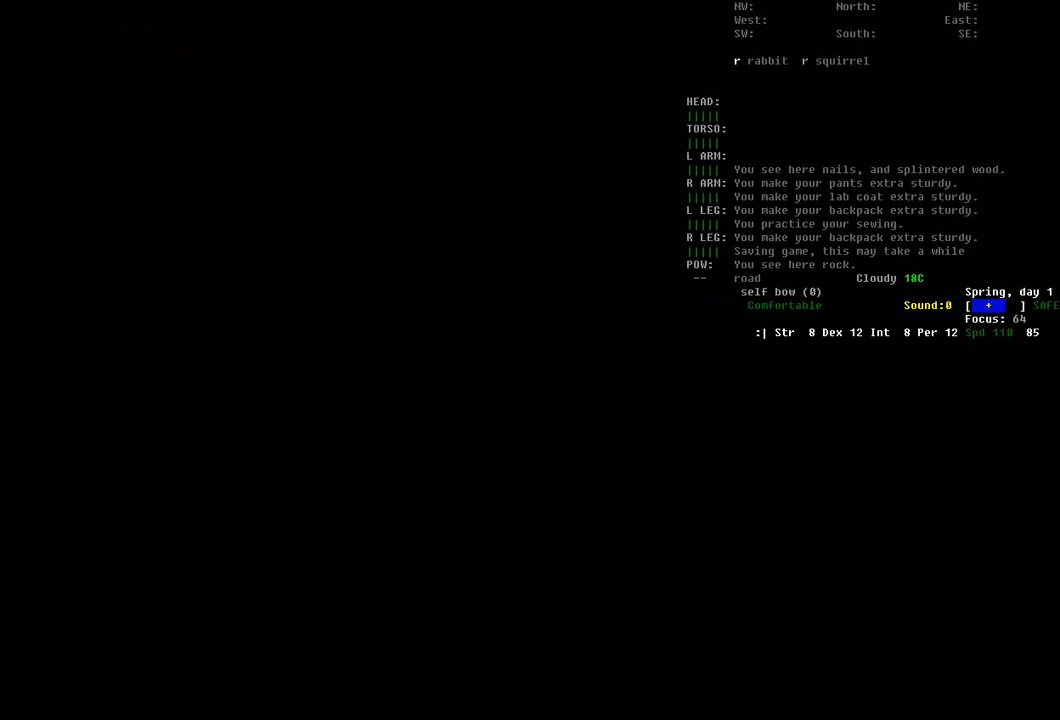 NW: North: NE:
West: East:
SW: South: SE:
r rabbit r squirrel
HEAD:
|||||
TORSO:
|||||
L ARM:
||||| You see here nails, and splintered wood.
R ARM: You make your pants extra sturdy.
||||| You make your lab coat extra sturdy.
L LEG: You make your backpack extra sturdy.
||||| You practice your sewing.
R LEG: You make your backpack extra sturdy.
||||| Saving game, this may take a while
POW: You see here rock.
-- road Cloudy 18C
self bow (0) Spring, day 1
Comfortable Sound:0 [ + ] SAFE
Focus: 64
:| Str 8 Dex 12 Int 8 Per 12 Spd 110 85